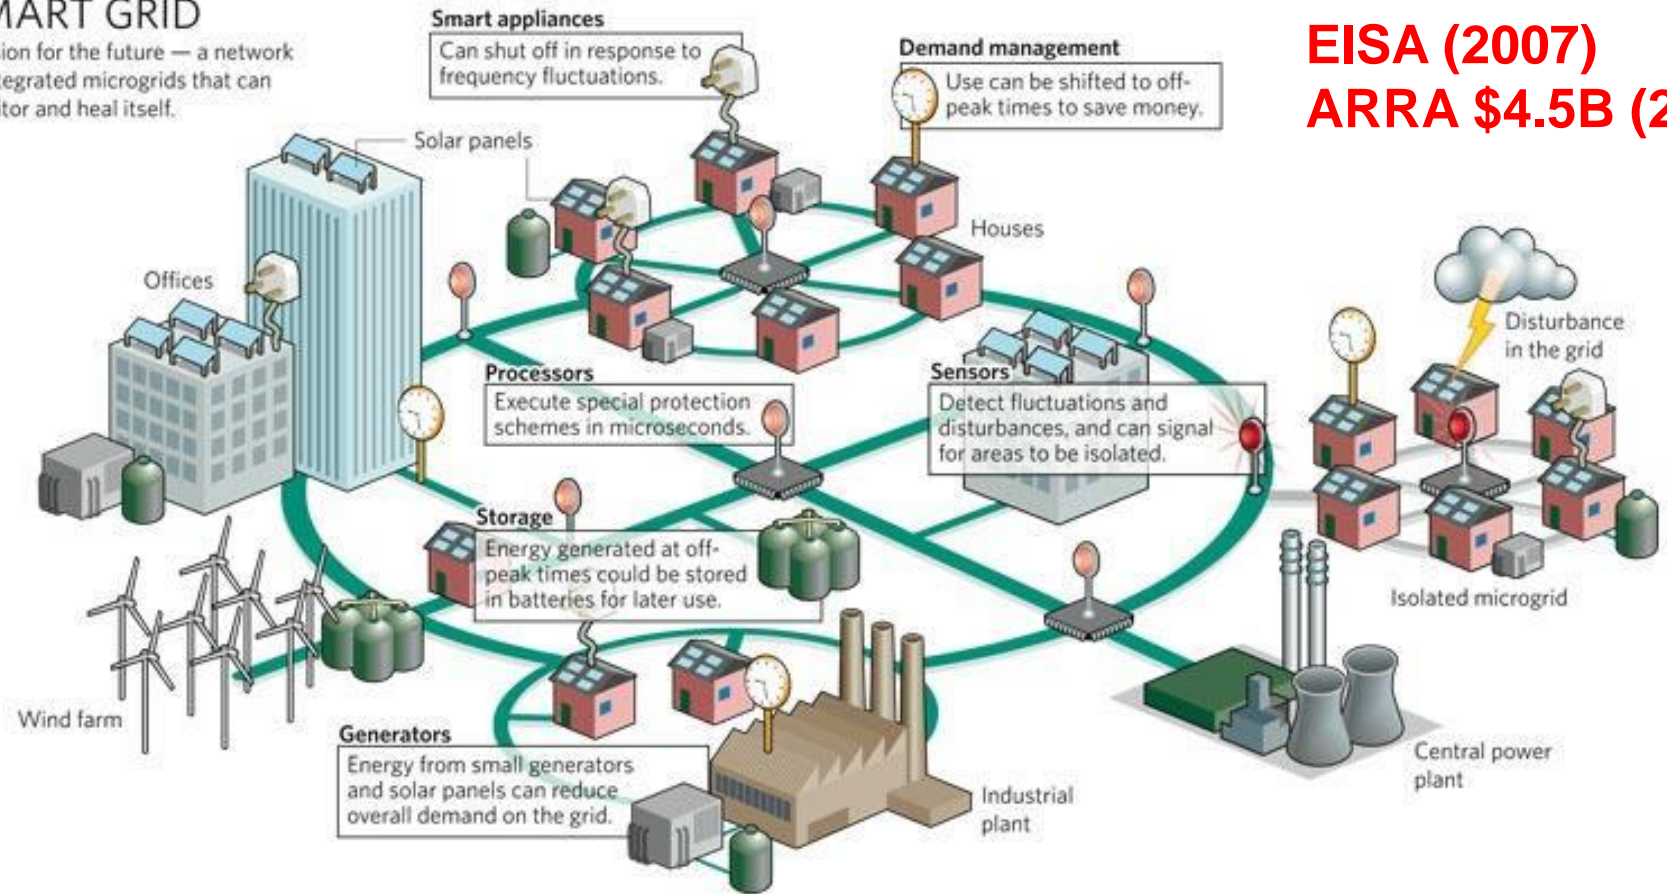 MART GRID
sion for the future — a network
tegrated microgrids that can
itor and heal itself.
Smart appliances
Can shut off in response to
frequency fluctuations.
Demand management
Use can be shifted to off-
peak times to save money.
EISA (2007)
ARRA $4.5B (2
Solar panels
Houses
Offices
Disturbance
in the grid
Processors
Execute special protection
schemes in microseconds.
Sensors
Detect fluctuations and
disturbances, and can signal
for areas to be isolated.
Storage
Energy generated at off-
peak times could be stored
in batteries for later use.
Isolated microgrid
Wind farm
Generators
Energy from small generators
and solar panels can reduce
overall demand on the grid.
Industrial
plant
Central power
plant